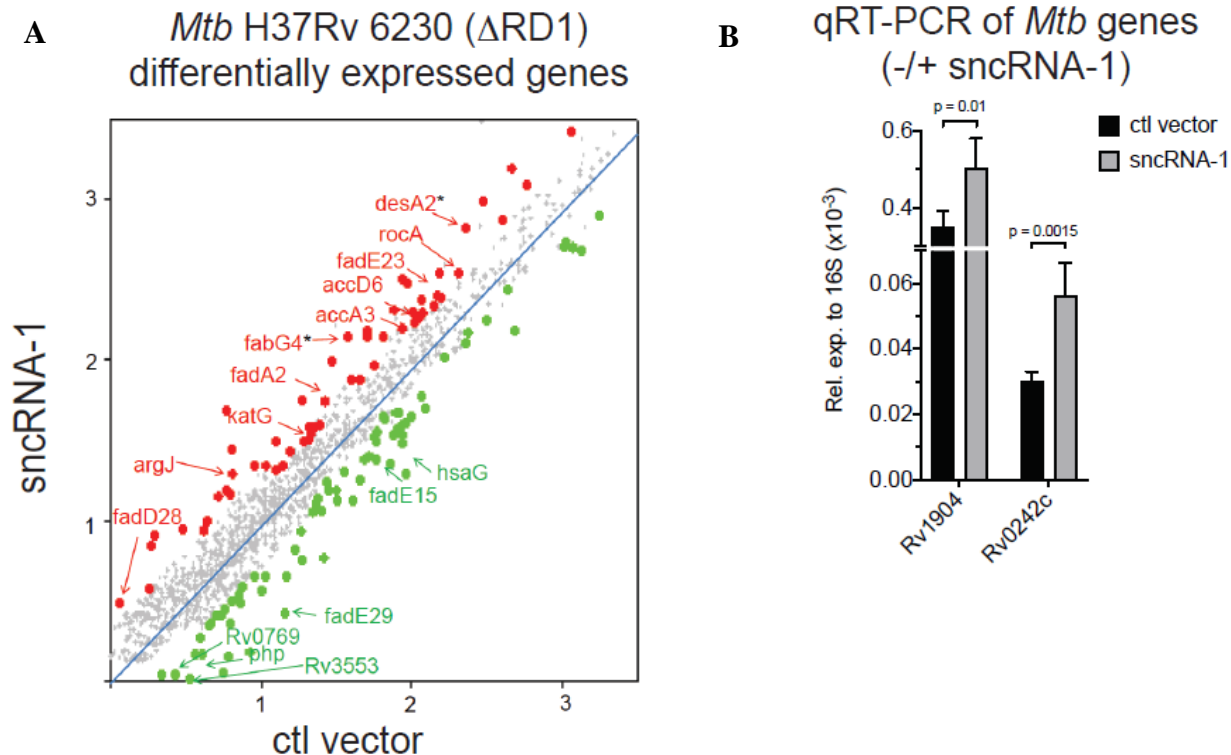 A
Mtb H37Rv 6230 (ΔRD1)
differentially expressed genes
sncRNA-1
3
2
1
desA2*
rocA
fadE23
accD6
accA3
fabG4*
fadA2
katG
argJ
fadD28
hsaG
fadE15
fadE29
Rv0769
php
Rv3553
1
2
3
ctl vector
B
qRT-PCR of Mtb genes
(-/+ sncRNA-1)
ctl vector
sncRNA-1
p = 0.01
p = 0.0015
Rel. exp. to 16S (x10-3)
0.6
0.4
0.06
0.04
0.02
0.00
Rv1904
Rv0242c